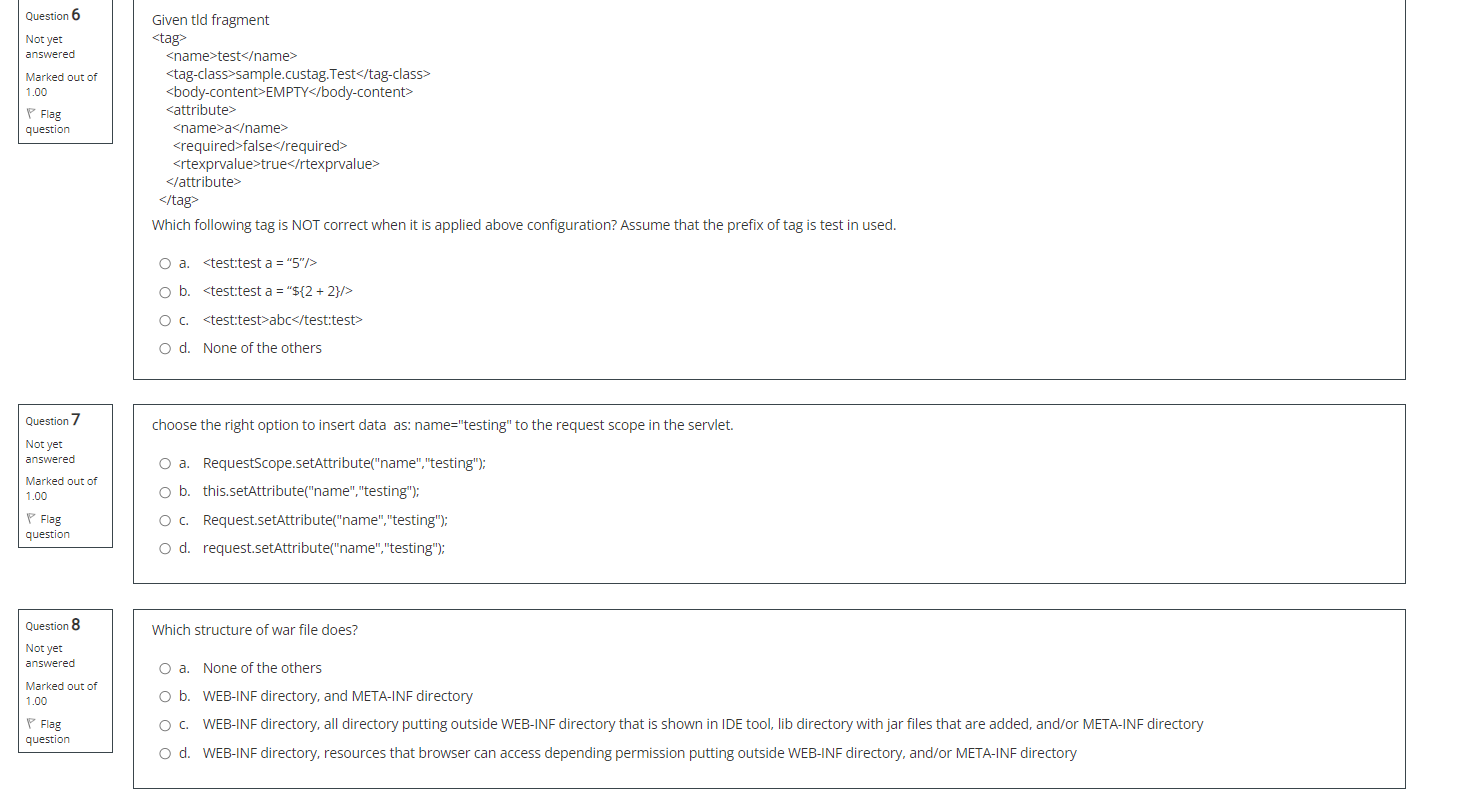 Question 6
Not yet
answered
Marked out of
1.00
Flag
question
Given tld fragment
<tag>
<name>test</name>
<tag-class>sample.custag.Test</tag-class>
<body-content>EMPTY</body-content>
<attribute>
<name>a</name>
<required>false</required>
<rtexprvalue>true</rtexprvalue>
</attribute>
</tag>
Which following tag is NOT correct when it is applied above configuration? Assume that the prefix of tag is test in used.
a. <test:test a = “5”/>
b. <test:test a = “${2 + 2}/>
c. <test:test>abc</test:test>
d. None of the others
Question 7
Not yet
answered
Marked out of
1.00
Flag
question
choose the right option to insert data as: name="testing" to the request scope in the servlet.
a. RequestScope.setAttribute("name","testing");
b. this.setAttribute("name","testing");
c. Request.setAttribute("name","testing");
d. request.setAttribute("name","testing");
Question 8
Not yet
answered
Marked out of
1.00
Flag
question
Which structure of war file does?
a. None of the others
b. WEB-INF directory, and META-INF directory
c. WEB-INF directory, all directory putting outside WEB-INF directory that is shown in IDE tool, lib directory with jar files that are added, and/or META-INF directory
d. WEB-INF directory, resources that browser can access depending permission putting outside WEB-INF directory, and/or META-INF directory